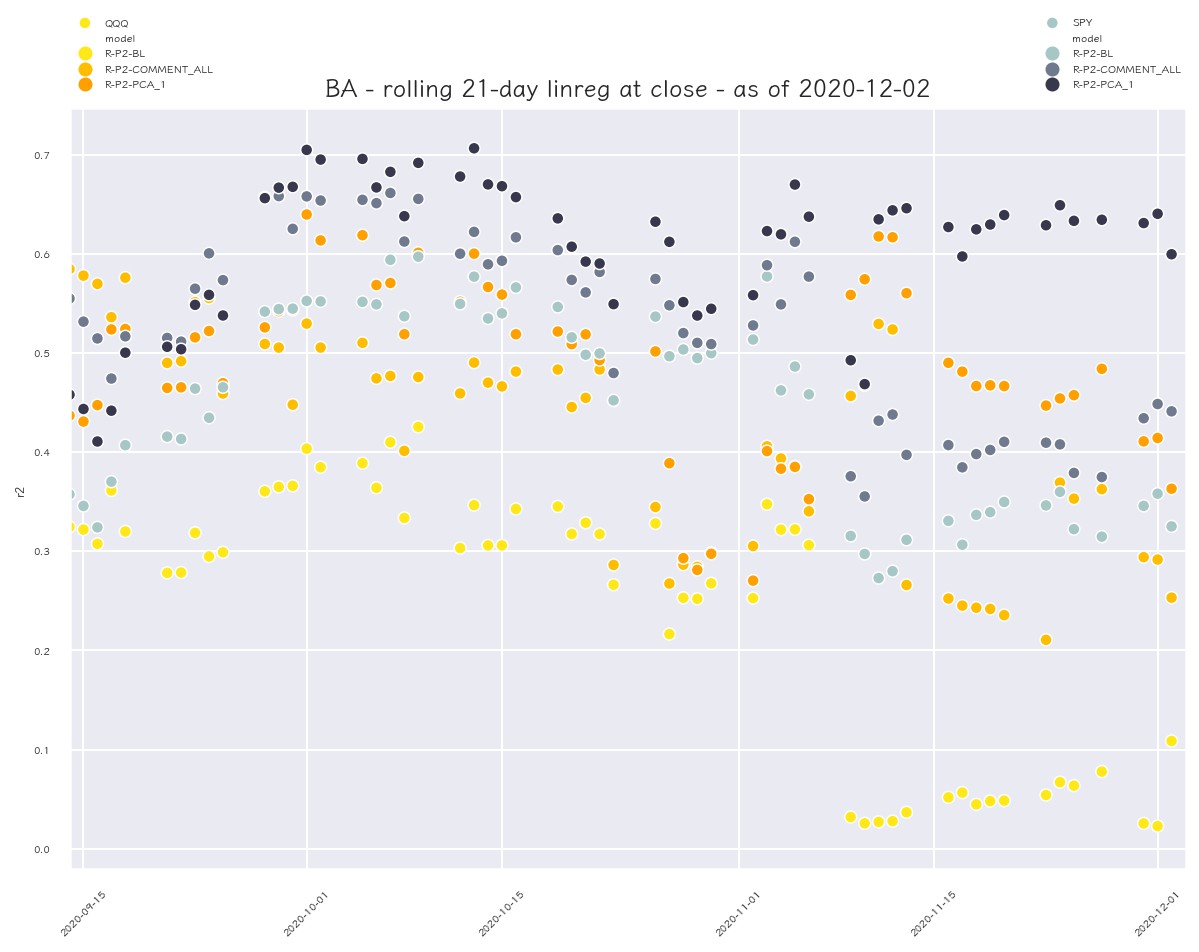 QQQ
model
R-P2-BL
R-P2-COMMENT_ALL
R-P2-PCA_1
SPY
model
R-P2-BL
R-P2-COMMENT_ALL
R-P2-PCA_1
BA - rolling 21-day linreg at close - as of 2020-12-02
r2
0.7
0.6
0.5
0.4
0.3
0.2
0.1
0.0
2020-09-15
2020-10-01
2020-10-15
2020-11-01
2020-11-15
2020-12-01